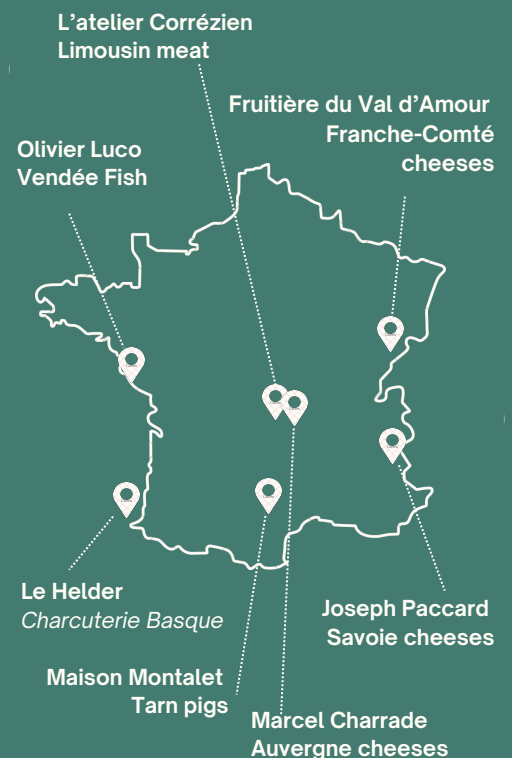 L’atelier Corrézien
Limousin meat
Fruitière du Val d’Amour
Franche-Comté
cheeses
Olivier Luco
Vendée Fish
Le Helder
Charcuterie Basque
Joseph Paccard
Savoie cheeses
Maison Montalet
Tarn pigs
Marcel Charrade
Auvergne cheeses